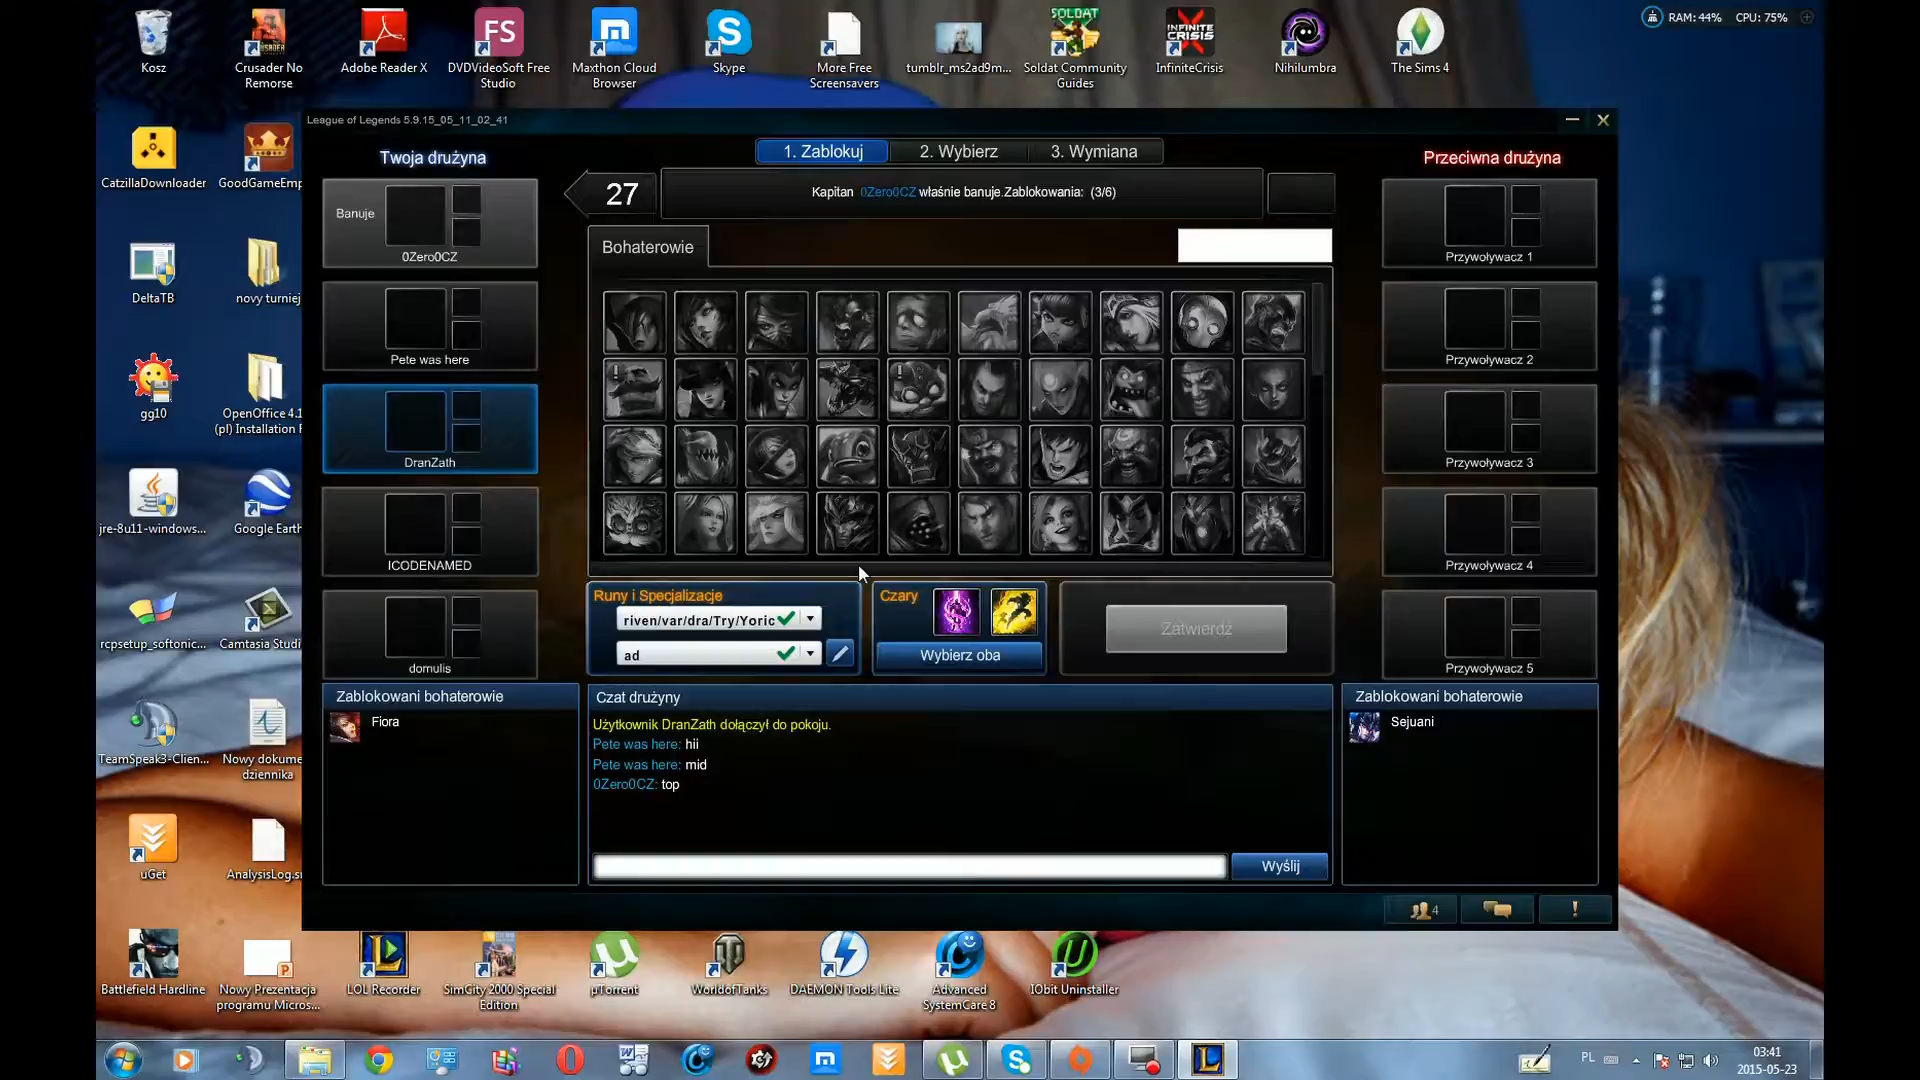 Kosz
Crusader No
Remorse
Adobe Reader X
DVDVideoSoft Free
Studio
Maxthon Cloud
Browser
Skype
More Free
Screensavers
tumblr_ms2ad9m...
Soldat Community
Guides
InfiniteCrisis
Nihilumbra
The Sims 4
RAM: 44% CPU: 75%
League of Legends 5.9.15_05_11_02_41
CatzillaDownloader
GoodGameEmp
DeltaTB
novy turniej
gg10
OpenOffice 4.1
(pl) Installation F
jre-8u11-windows...
Google Earth
rcpsetup_softonic...
Camtasia Studi
TeamSpeak3-Clien...
Nowy dokume
dziennika
uGet
AnalysisLog.s
Twoja drużyna
1. Zablokuj
2. Wybierz
3. Wymiana
Przeciwna drużyna
27
Kapitan 0Zero0CZ właśnie banuje.Zablokowania: (3/6)
Banuje
0Zero0CZ
Pete was here
DranZath
ICODENAMED
domulis
Bohaterowie
Przywoływacz 1
Przywoływacz 2
Przywoływacz 3
Przywoływacz 4
Przywoływacz 5
Runy i Specjalizacje
riven/var/dra/Try/Yoric
ad
Czary
Wybierz oba
Zatwierdź
Zablokowani bohaterowie
Fiora
Czat drużyny
Użytkownik DranZath dołączył do pokoju.
Pete was here: hii
Pete was here: mid
0Zero0CZ: top
Wyślij
Zablokowani bohaterowie
Sejuani
4
Battlefield Hardline
Nowy Prezentacja
programu Micros...
LOL Recorder
SimCity 2000 Special
Edition
µTorrent
WorldofTanks
DAEMON Tools Lite
Advanced
SystemCare 8
IObit Uninstaller
PL
03:41
2015-05-23